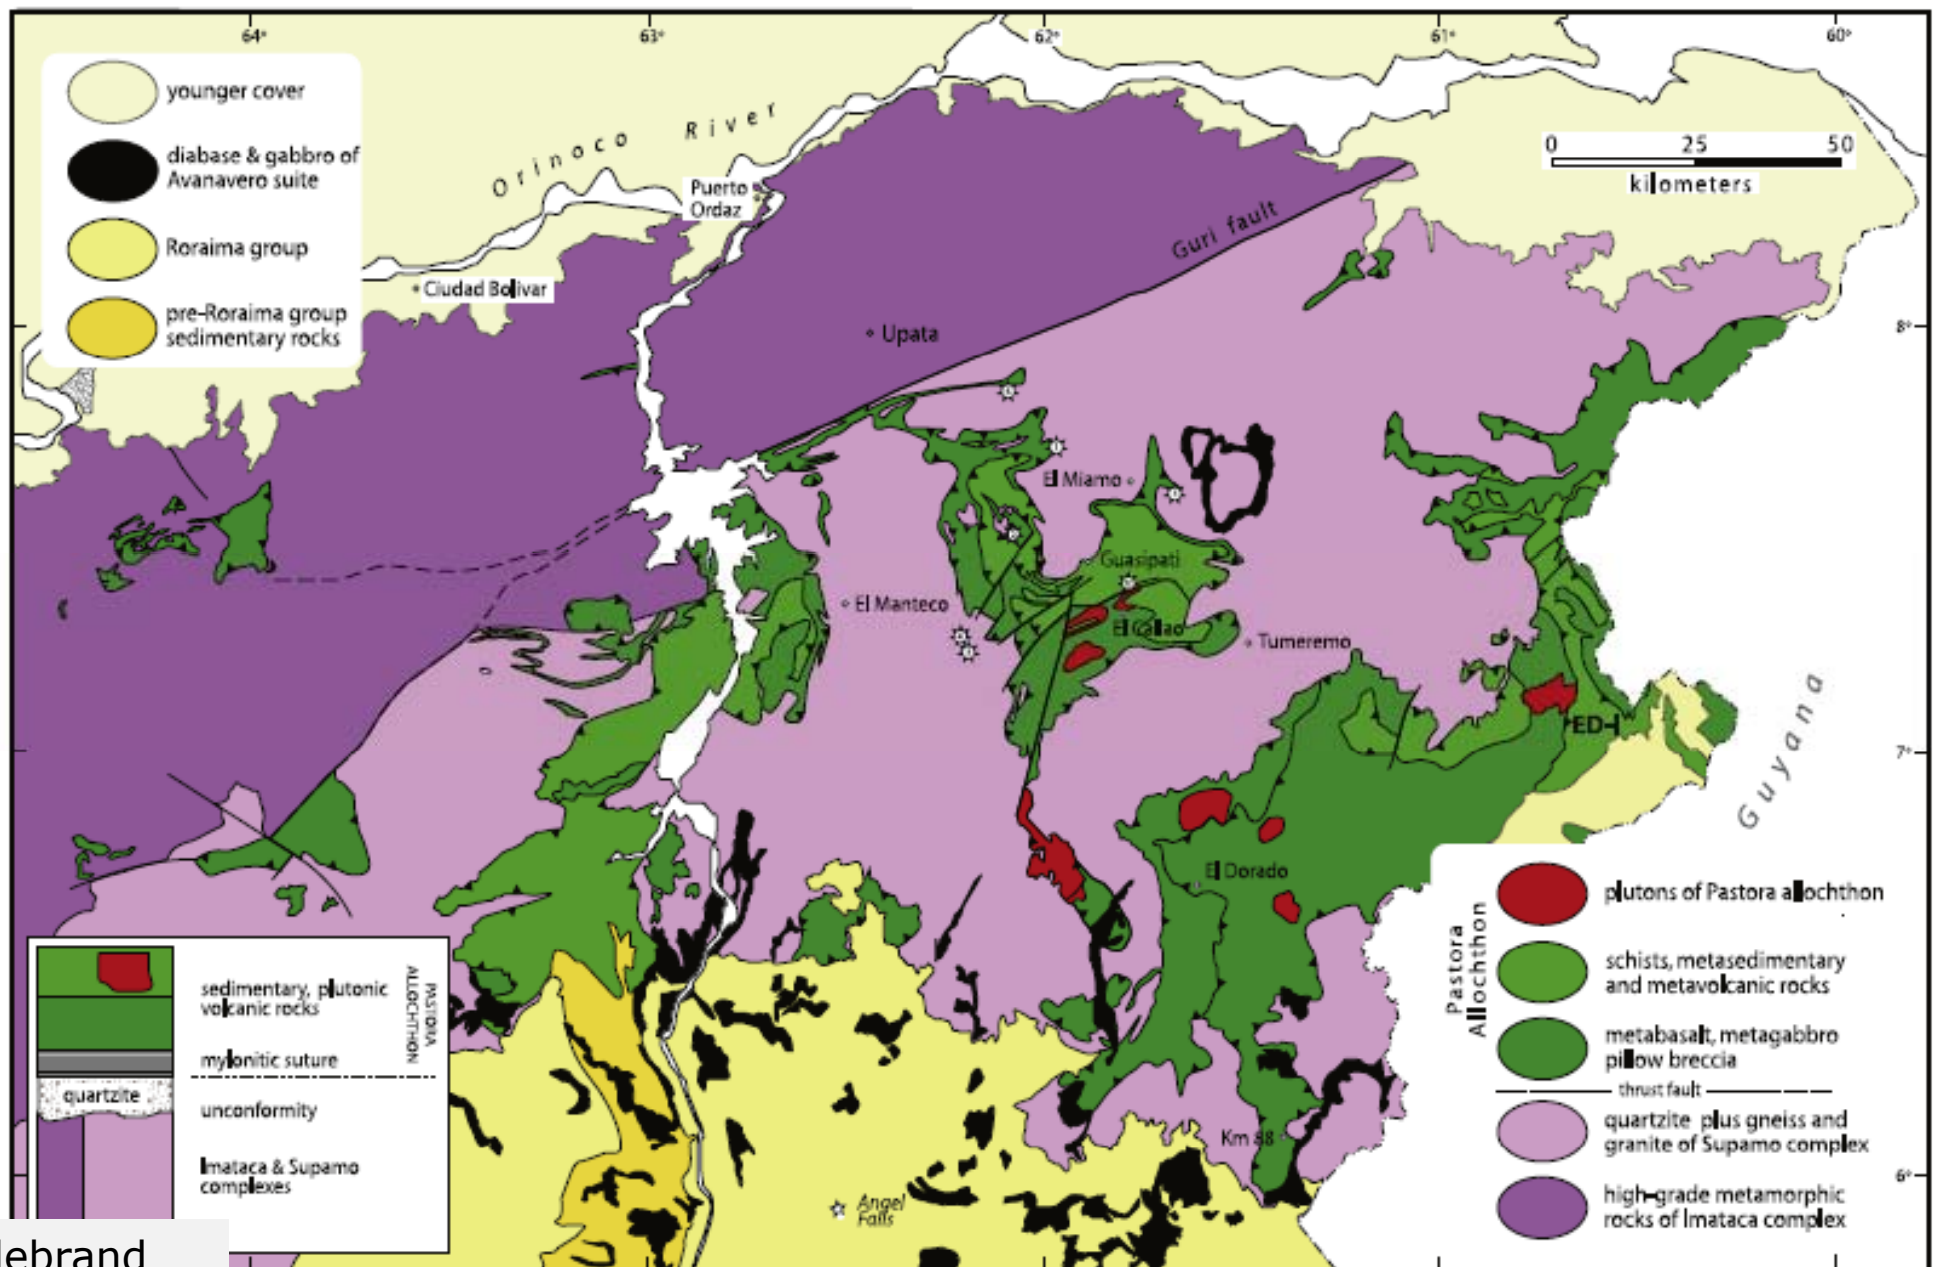 64°
63°
62°
61°
60°
younger cover
diabase & gabbro of
Avanavero suite
Roraima group
pre-Roraima group
sedimentary rocks
Orinoco River
Puerto
Ordaz
Ciudad Bolivar
Upata
Guri fault
0 25 50
kilometers
8°
El Miamo
Guasipati
El Manteco
El Callao
Tumeremo
ED-I
7°
Guyana
El Dorado
Km 88
6°
Angel
Falls
sedimentary, plutonic
volcanic rocks
PASTORA
ALLOCHTHON
mylonitic suture
quartzite
unconformity
Imataca & Supamo
complexes
Pastora
Allochthon
plutons of Pastora allochthon
schists, metasedimentary
and metavolcanic rocks
metabasalt, metagabbro
pillow breccia
thrust fault
quartzite plus gneiss and
granite of Supamo complex
high-grade metamorphic
rocks of Imataca complex
lebrand